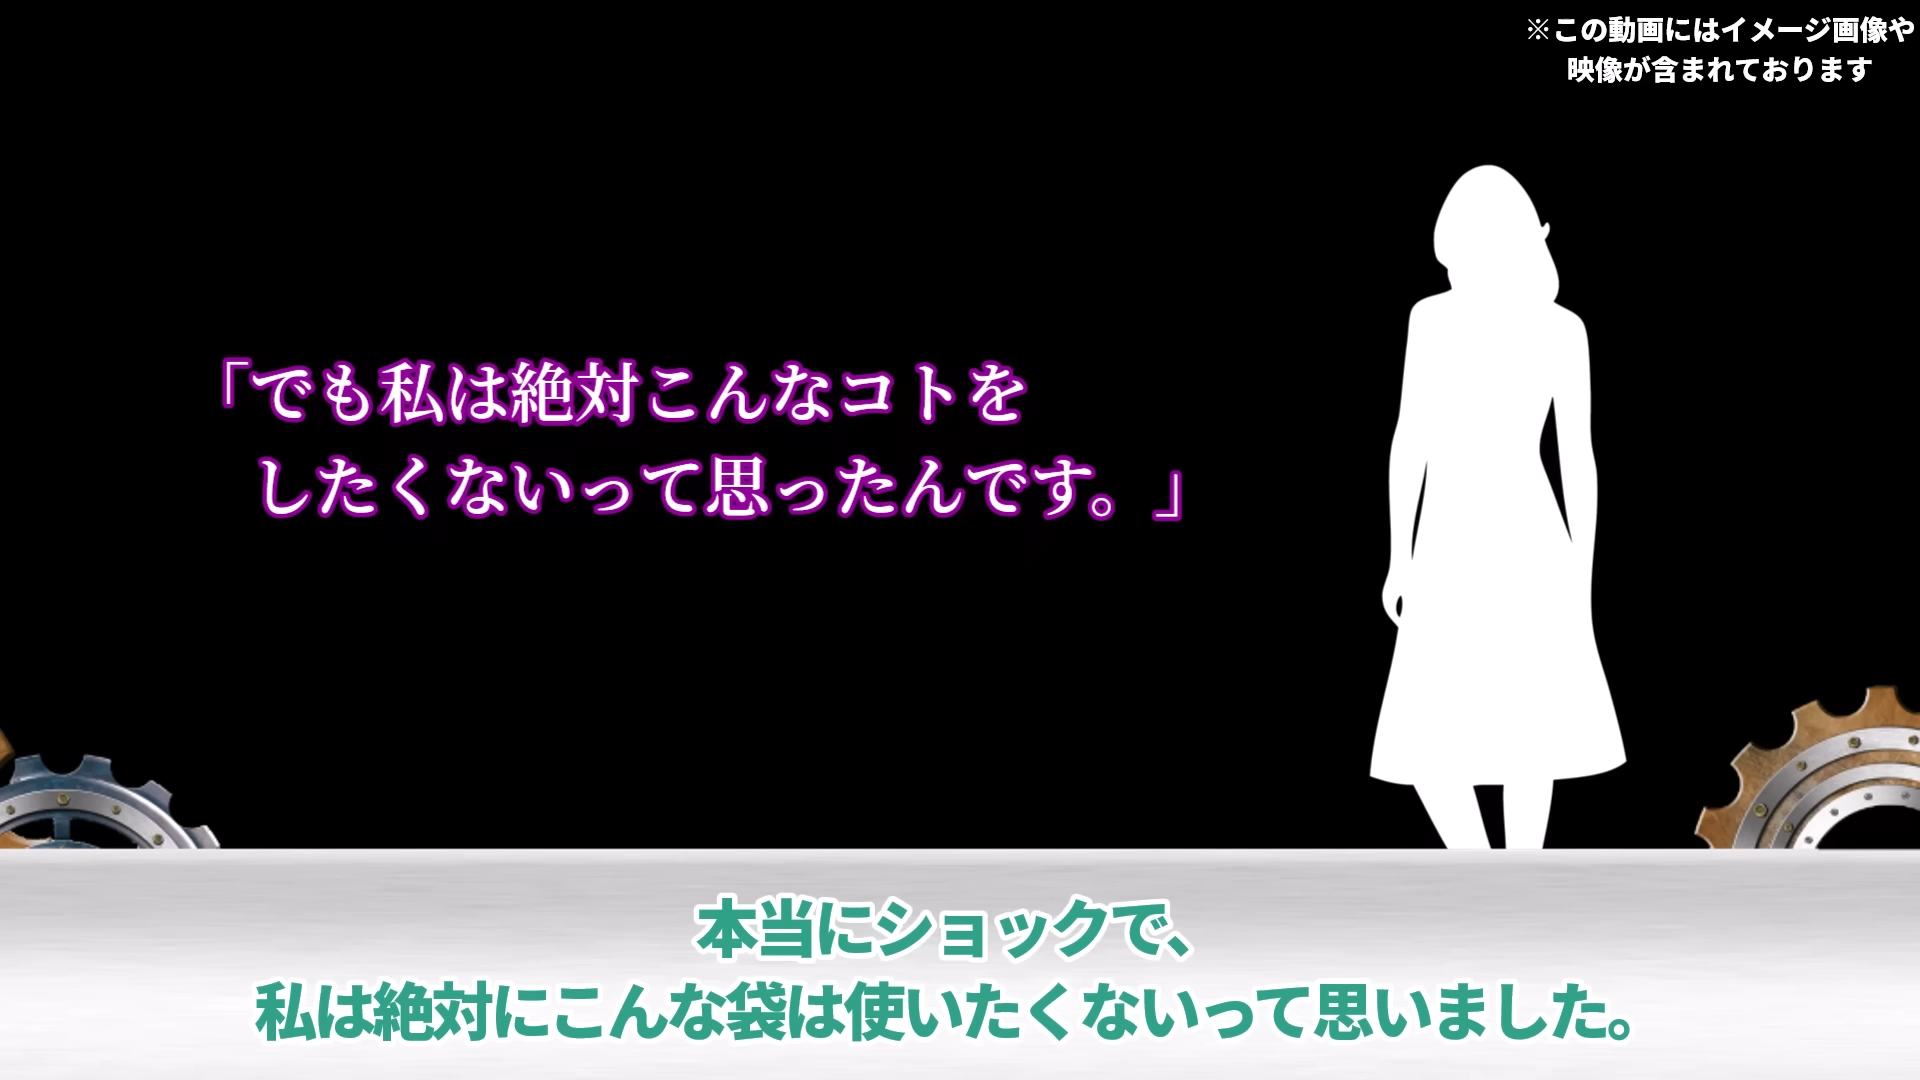 ※この動画にはイメージ画像や
映像が含まれております
「でも私は絶対こんなコトを
したくないって思ったんです。」
本当にショックで、
私は絶対にこんな袋は使いたくないって思いました。